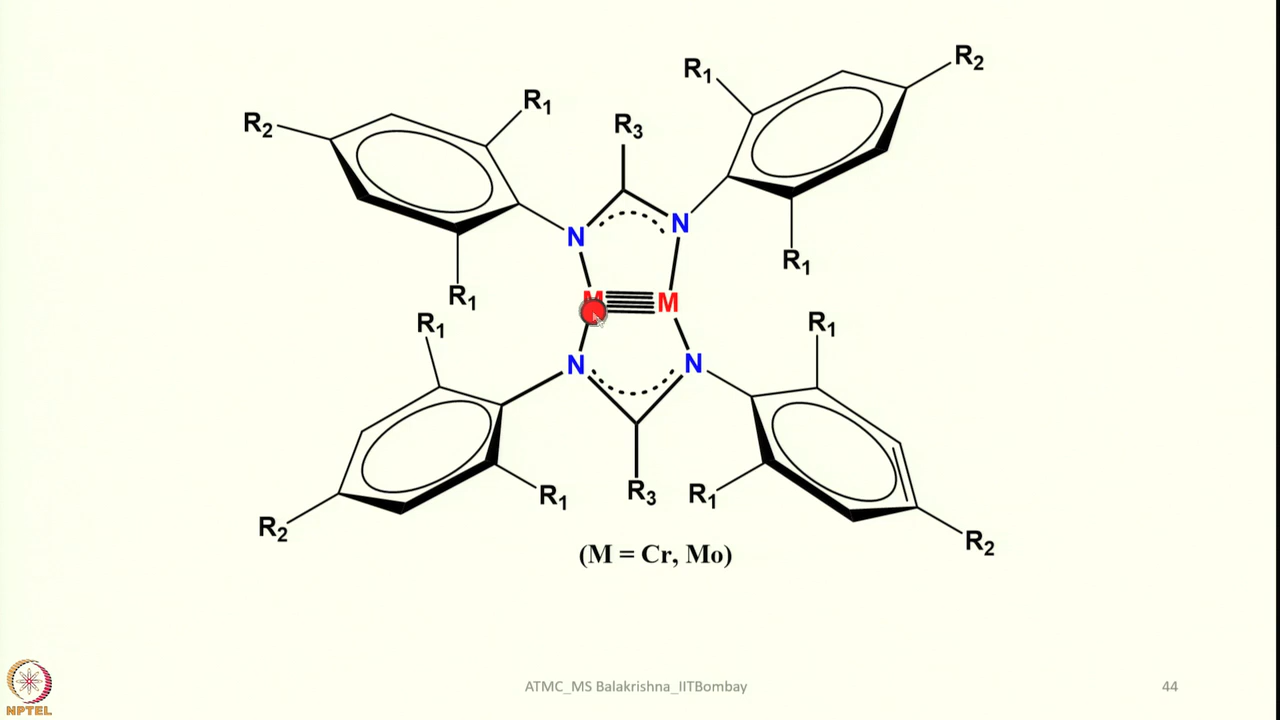 R₂
R₁
R₃
R₁
R₂
N
N
R₁
R₁
M
M
R₁
R₁
N
N
R₂
R₁
R₃
R₁
R₂
(M = Cr, Mo)
NPTEL
ATMC_MS Balakrishna_IITBombay
44